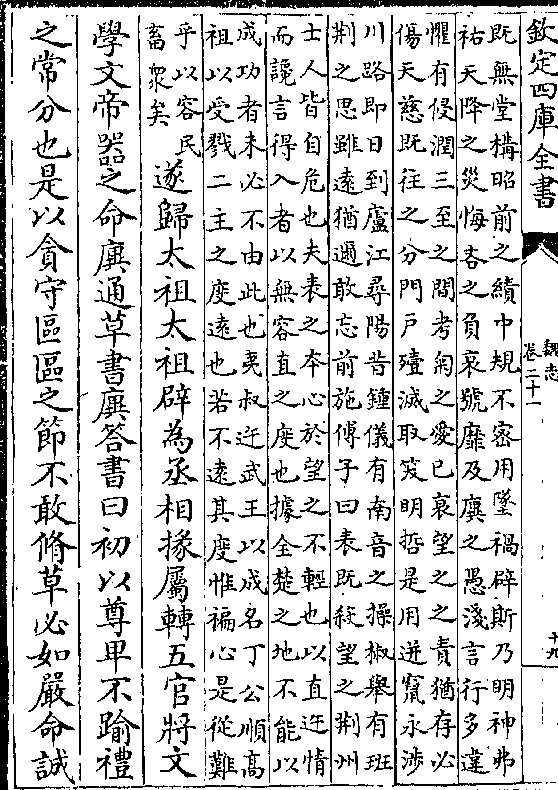 欽定四庫全書
魏志
卷二十一
十九
既無堂構昭前之績中規不密用墜禍辟斯乃明神弗
祐天降之災悔吝之負哀號靡及廙之愚淺言行多違
懼有侵潤三至之間考匊之愛已衰望之之責猶存必
傷天慈既往之分門戶殪滅取笑明哲是用迸竄永涉
川路即日到廬江尋陽昔鍾儀有南音之操椒舉有班
荆之思雖遠猶邇敢忘前施傅子曰表既殺望之荆州
士人皆自危也夫表之本心於望之不輕也以直迕情
而讒言得入者以無容直之度也據全楚之地不能以
成功者未必不由此也夷叔迕武王以成名丁公順高
祖以受戮二主之度遠也若不遠其度惟褊心是從難
乎以容民
畜衆矣
遂歸太祖太祖辟為丞相掾屬轉五官將文
學文帝器之命廙通草書廙答書曰初以尊卑不踰禮
之常分也是以貪守區區之節不敢脩草必如嚴命誠